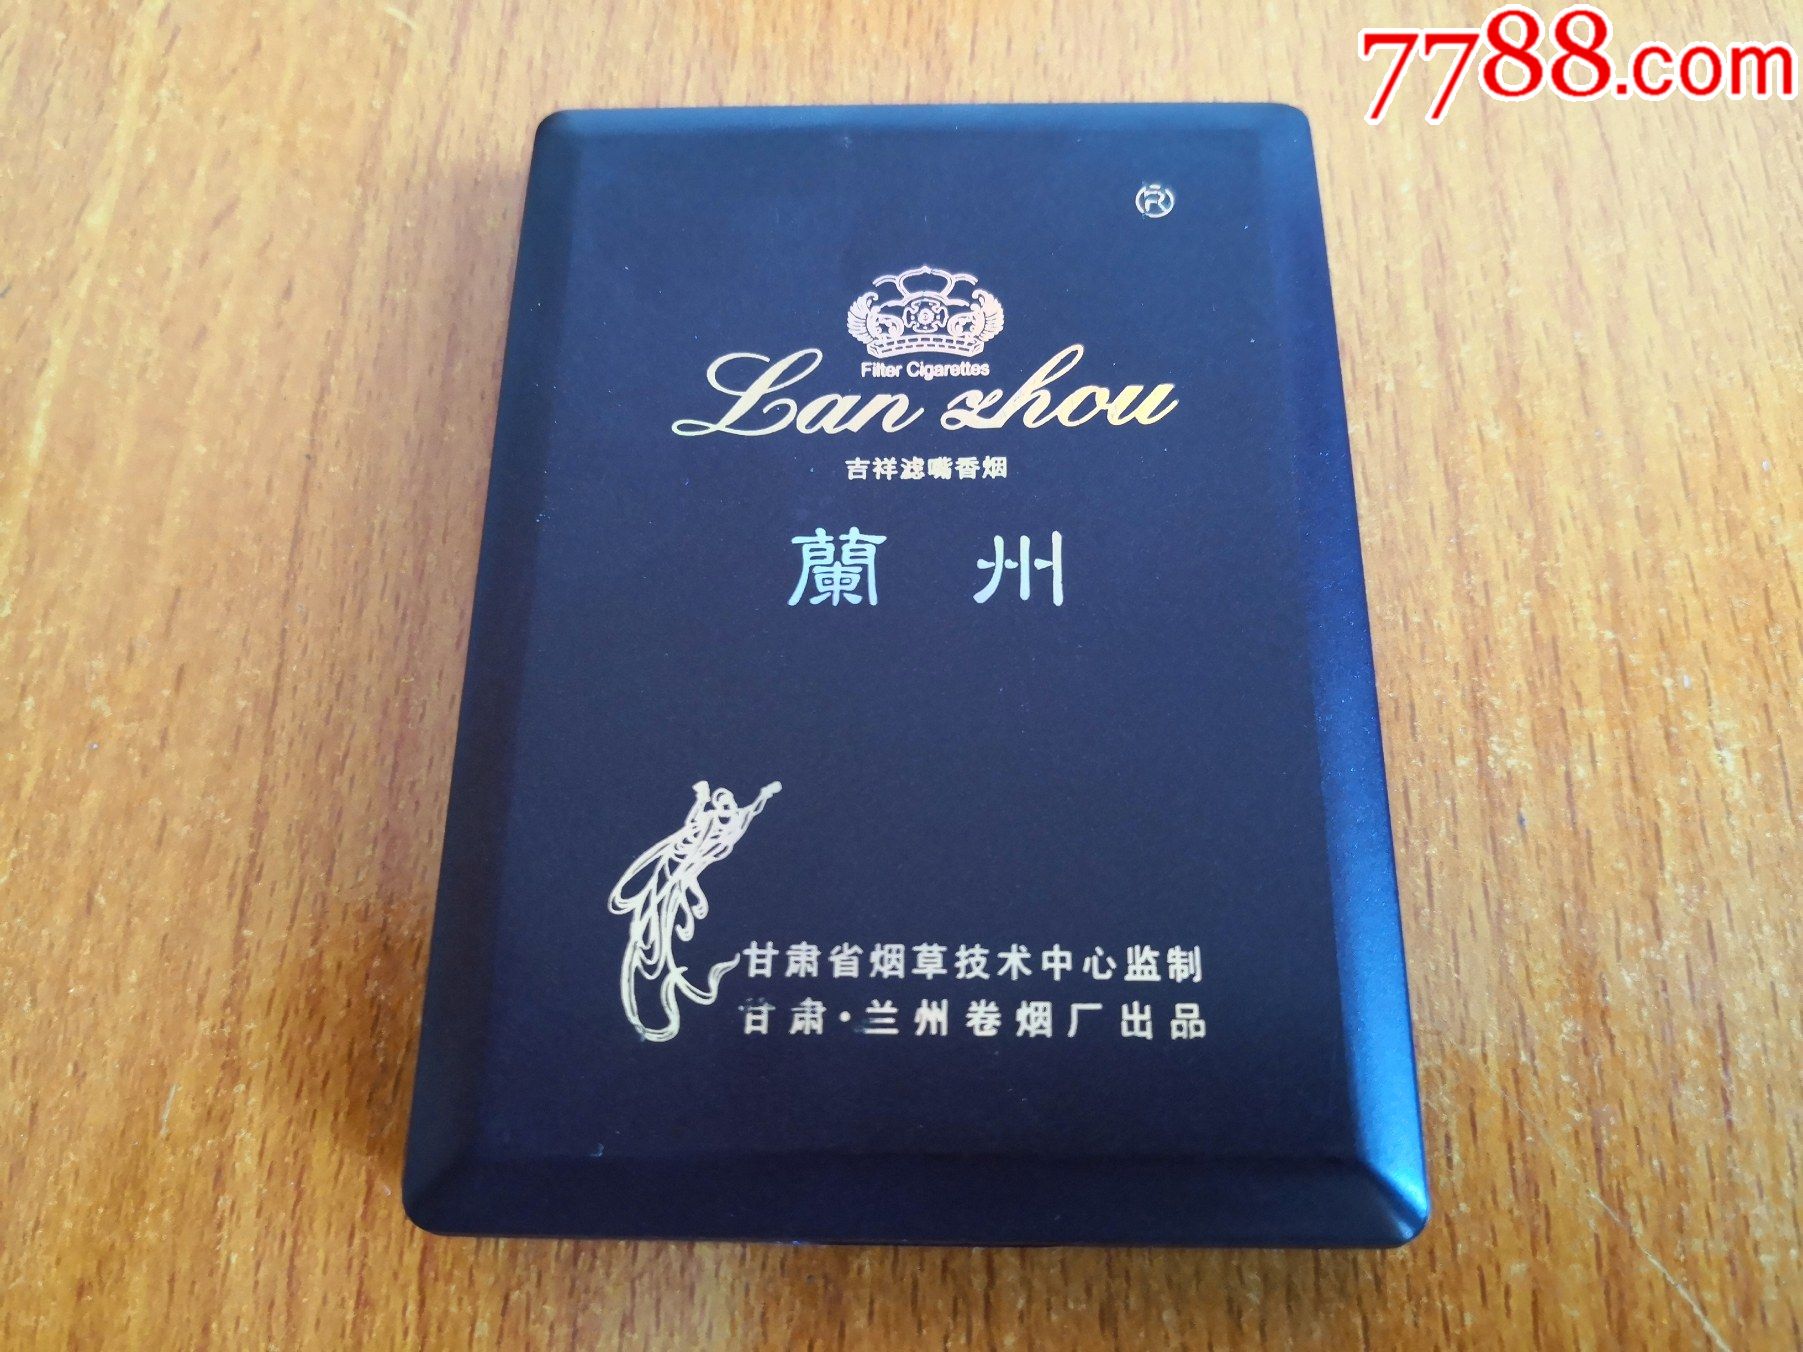 7788.com
®
Filter Cigarettes
Lan zhou
吉祥滤嘴香烟
蘭州
甘肃省烟草技术中心监制
甘肃·兰州卷烟厂出品